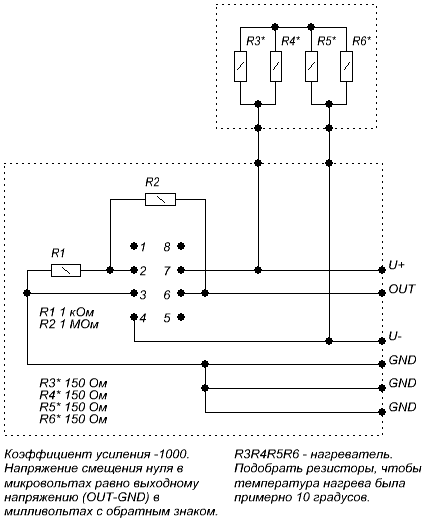 R3* R4* R5* R6*
R2
R1
1 8
2 7
3 6
4 5
U+
OUT
U-
GND
GND
GND
R1 1 кОм
R2 1 МОм
R3* 150 Ом
R4* 150 Ом
R5* 150 Ом
R6* 150 Ом
Коэффициент усиления -1000.
Напряжение смещения нуля в
микровольтах равно выходному
напряжению (OUT-GND) в
милливольтах с обратным знаком.
R3R4R5R6 - нагреватель.
Подобрать резисторы, чтобы
температура нагрева была
примерно 10 градусов.